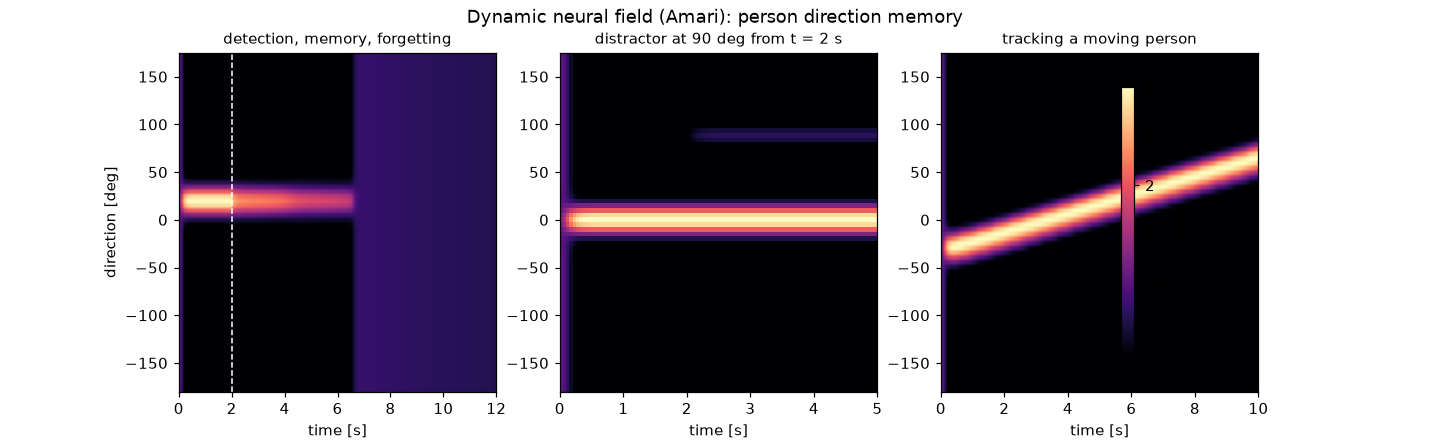 Dynamic neural field (Amari): person direction memory
detection, memory, forgetting
150
100
50
0
−50
−100
−150
direction [deg]
0 2 4 6 8 10 12
time [s]
distractor at 90 deg from t = 2 s
150
100
50
0
−50
−100
−150
0 1 2 3 4 5
time [s]
tracking a moving person
150
100
50
0
−50
−100
−150
2
0 2 4 6 8 10
time [s]